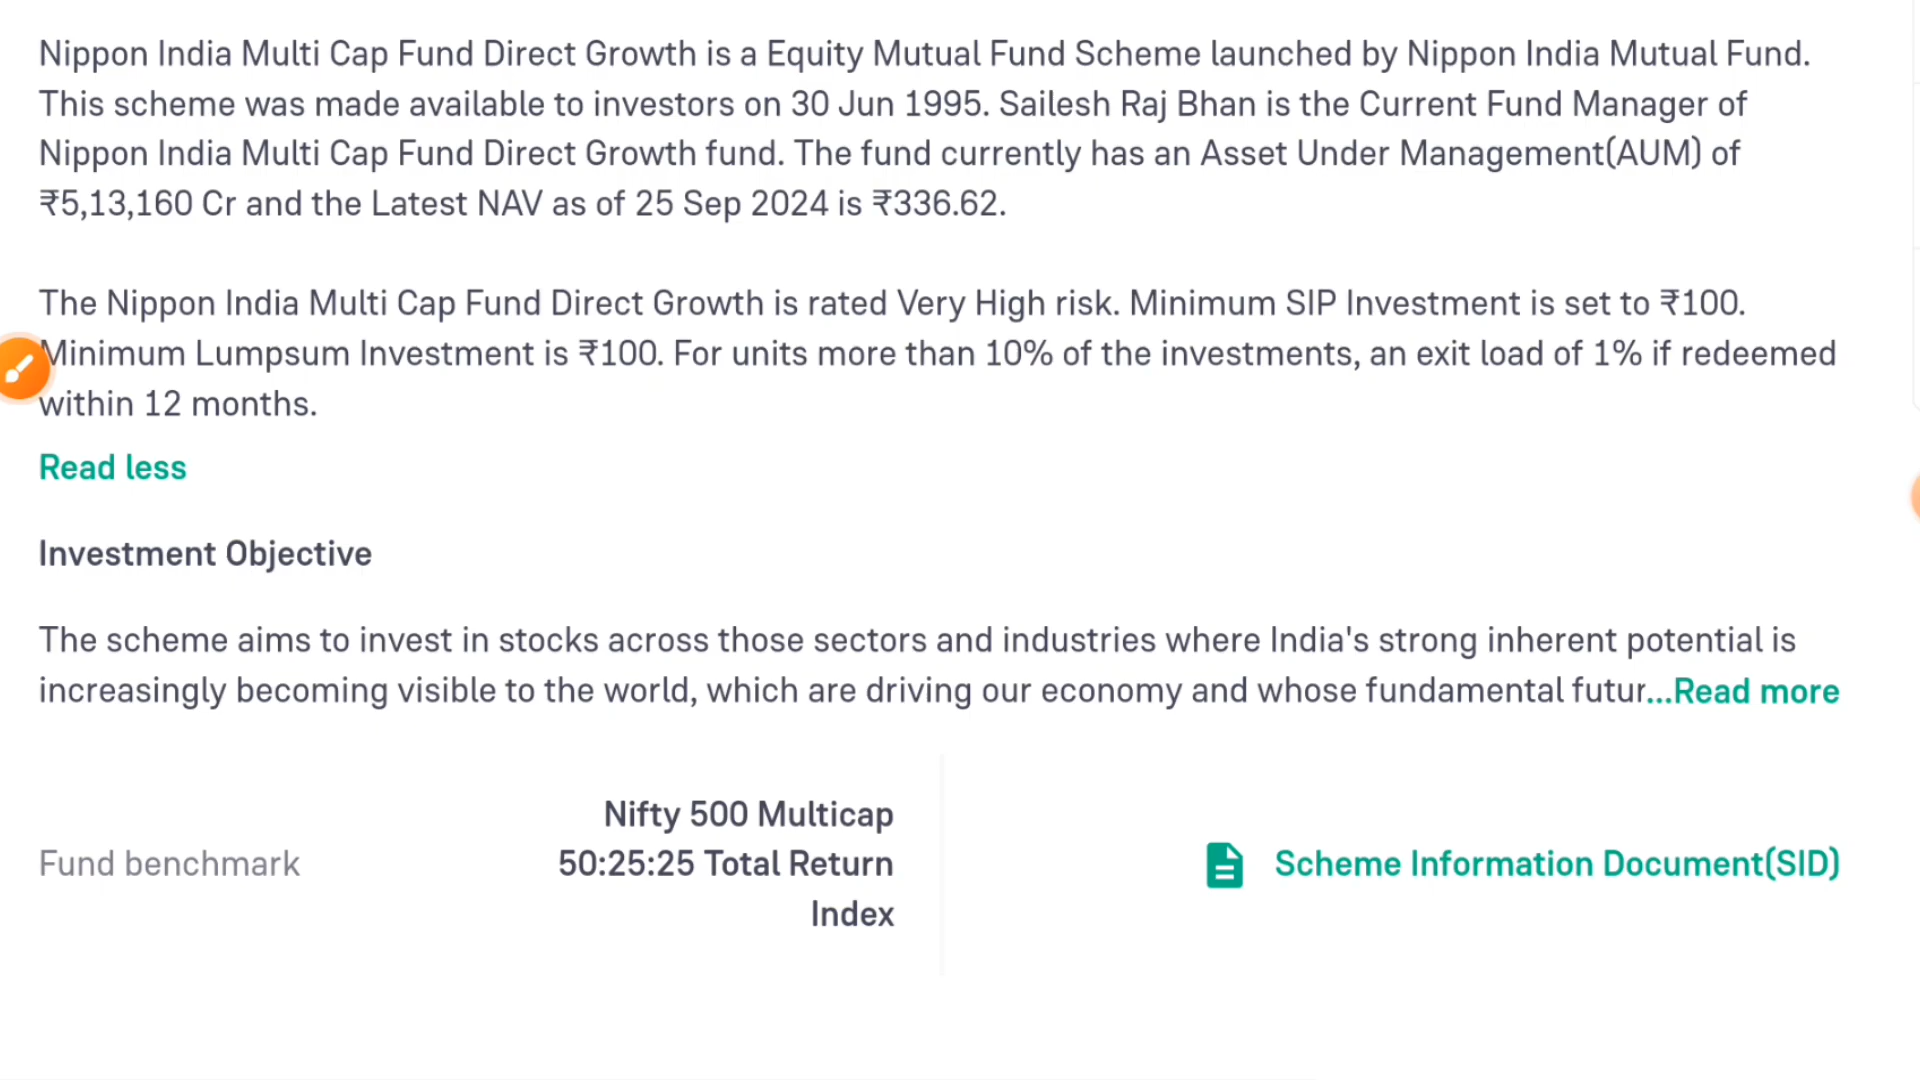 Nippon India Multi Cap Fund Direct Growth is a Equity Mutual Fund Scheme launched by Nippon India Mutual Fund.
This scheme was made available to investors on 30 Jun 1995. Sailesh Raj Bhan is the Current Fund Manager of
Nippon India Multi Cap Fund Direct Growth fund. The fund currently has an Asset Under Management(AUM) of
₹5,13,160 Cr and the Latest NAV as of 25 Sep 2024 is ₹336.62.
The Nippon India Multi Cap Fund Direct Growth is rated Very High risk. Minimum SIP Investment is set to ₹100.
Minimum Lumpsum Investment is ₹100. For units more than 10% of the investments, an exit load of 1% if redeemed
within 12 months.
Read less
Investment Objective
The scheme aims to invest in stocks across those sectors and industries where India's strong inherent potential is
increasingly becoming visible to the world, which are driving our economy and whose fundamental futur...Read more
Fund benchmark
Nifty 500 Multicap
50:25:25 Total Return
Index
Scheme Information Document(SID)